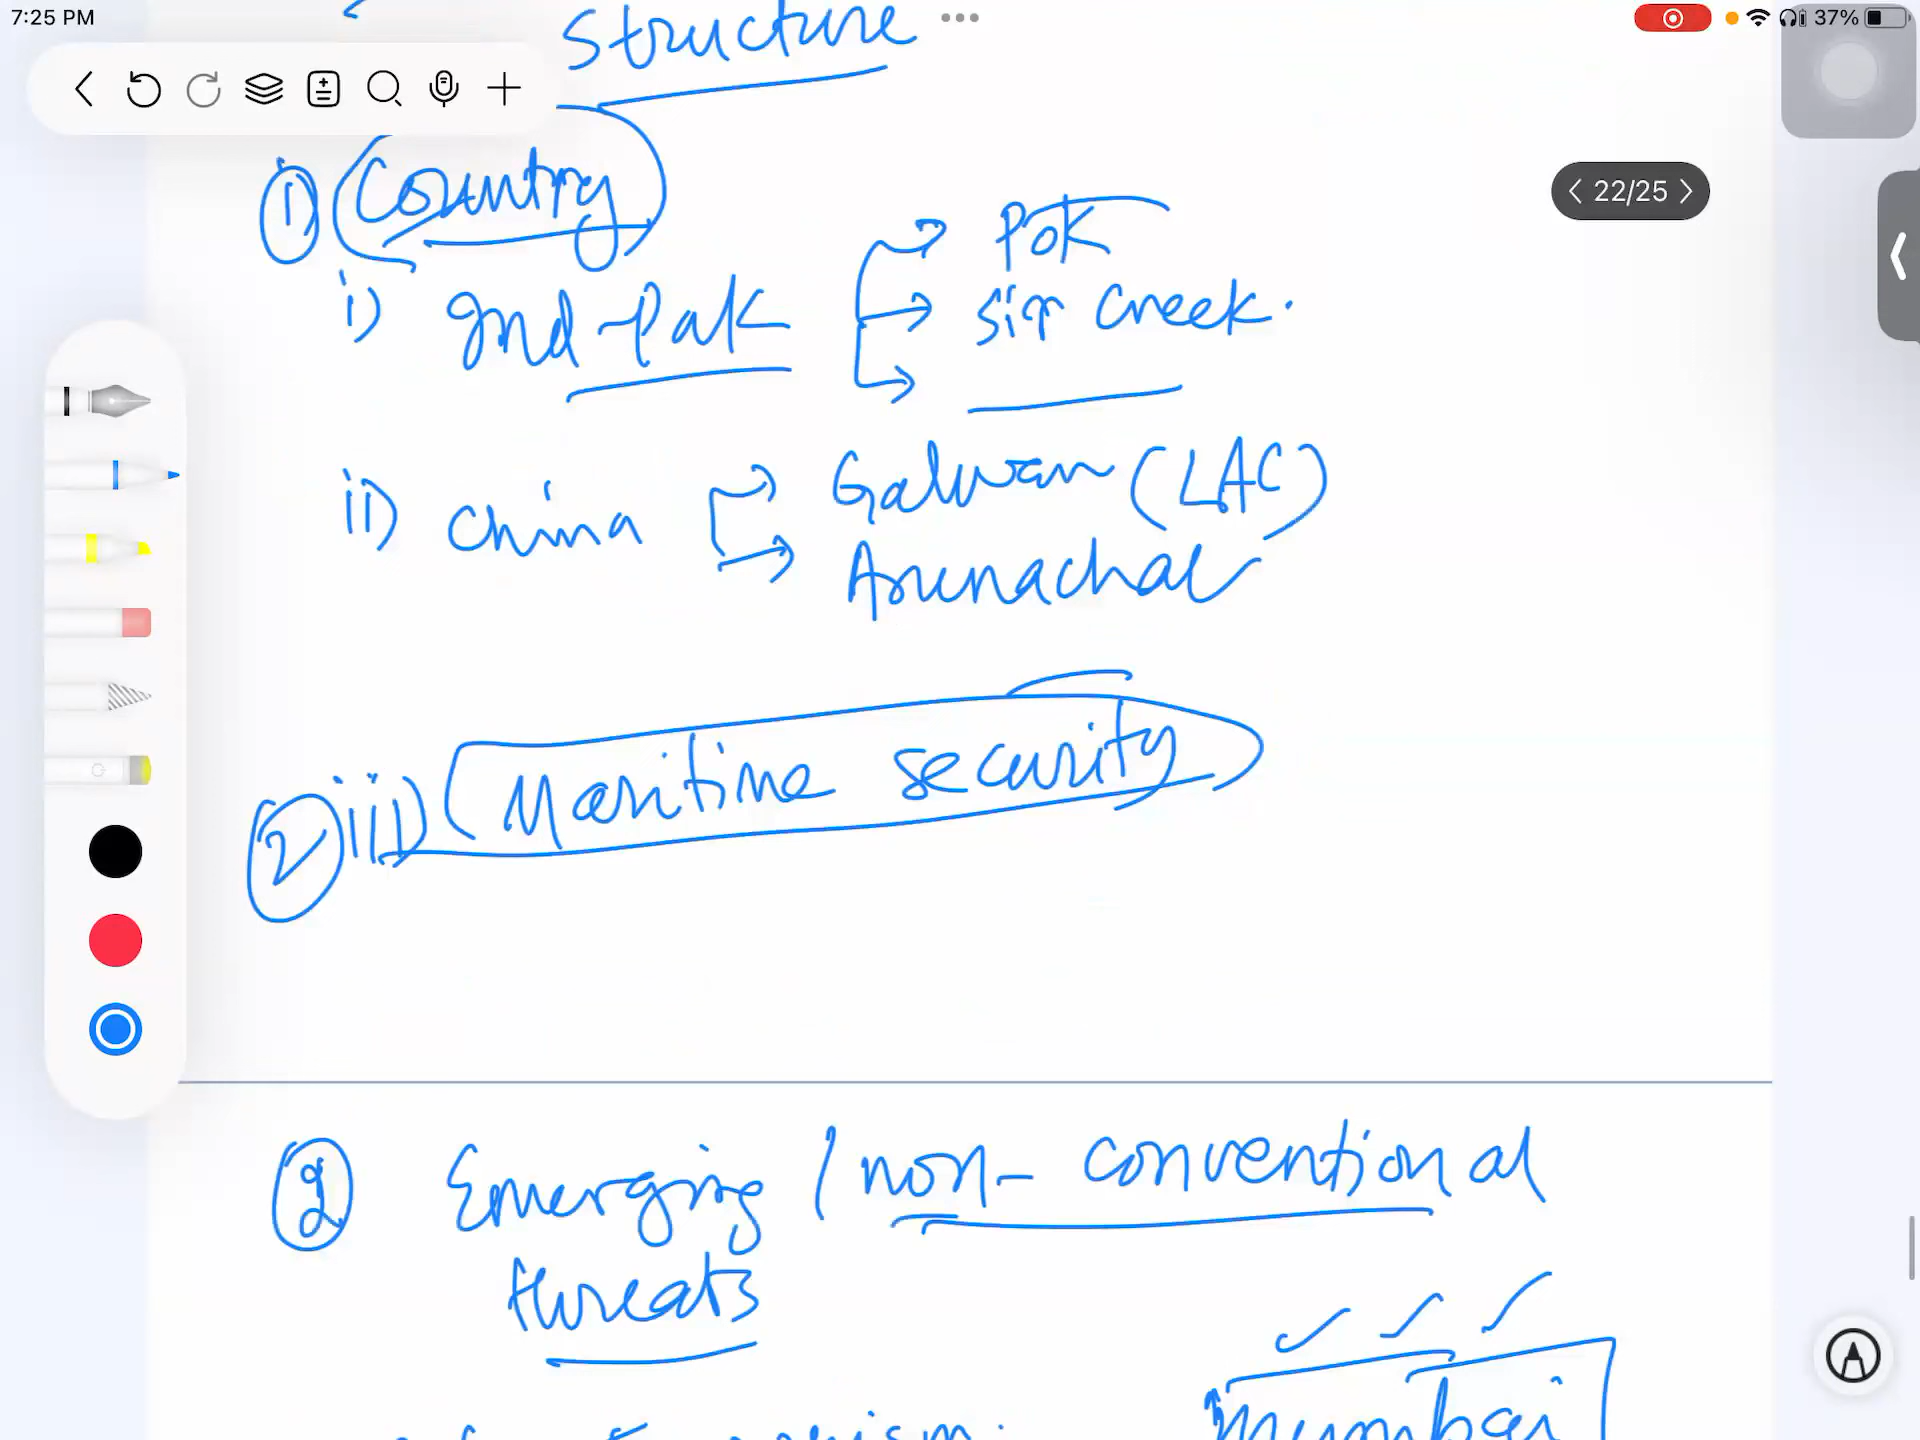 7:25 PM
37%
Structure
22/25
① Country
i) Ind-Pak → PoK
→ Sir Creek.
→
ii) China → Galwan (LAC)
→ Arunachal
② iii) Maritime security
② Emerging / non-conventional
threats
Mumbai